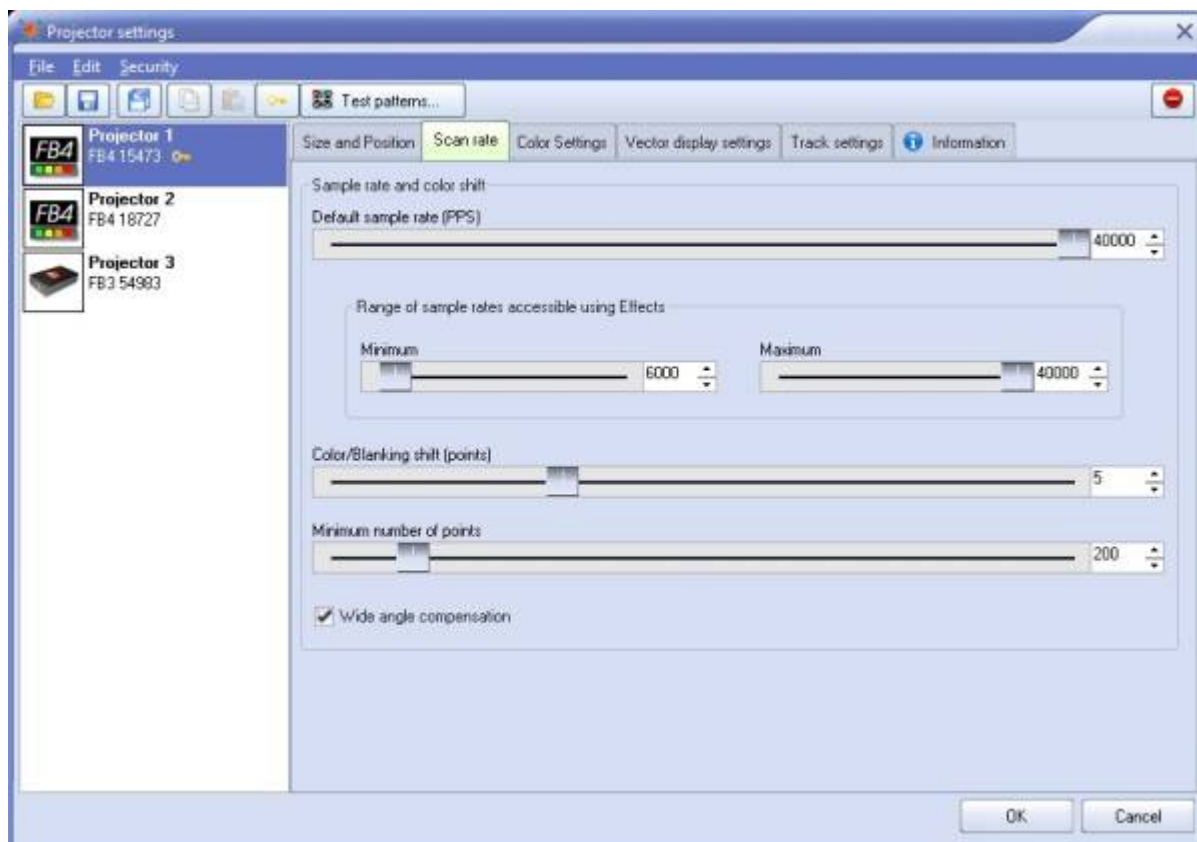 Projector settings
File Edit Security
Test patterns...
FB4 Projector 1
FB4 15473
FB4 Projector 2
FB4 18727
Projector 3
FB3 54983
Size and Position Scan rate Color Settings Vector display settings Track settings Information
Sample rate and color shift
Default sample rate (PPS)
40000
Range of sample rates accessible using Effects
Minimum Maximum
6000 40000
Color/Blanking shift (points)
5
Minimum number of points
200
Wide angle compensation
OK Cancel